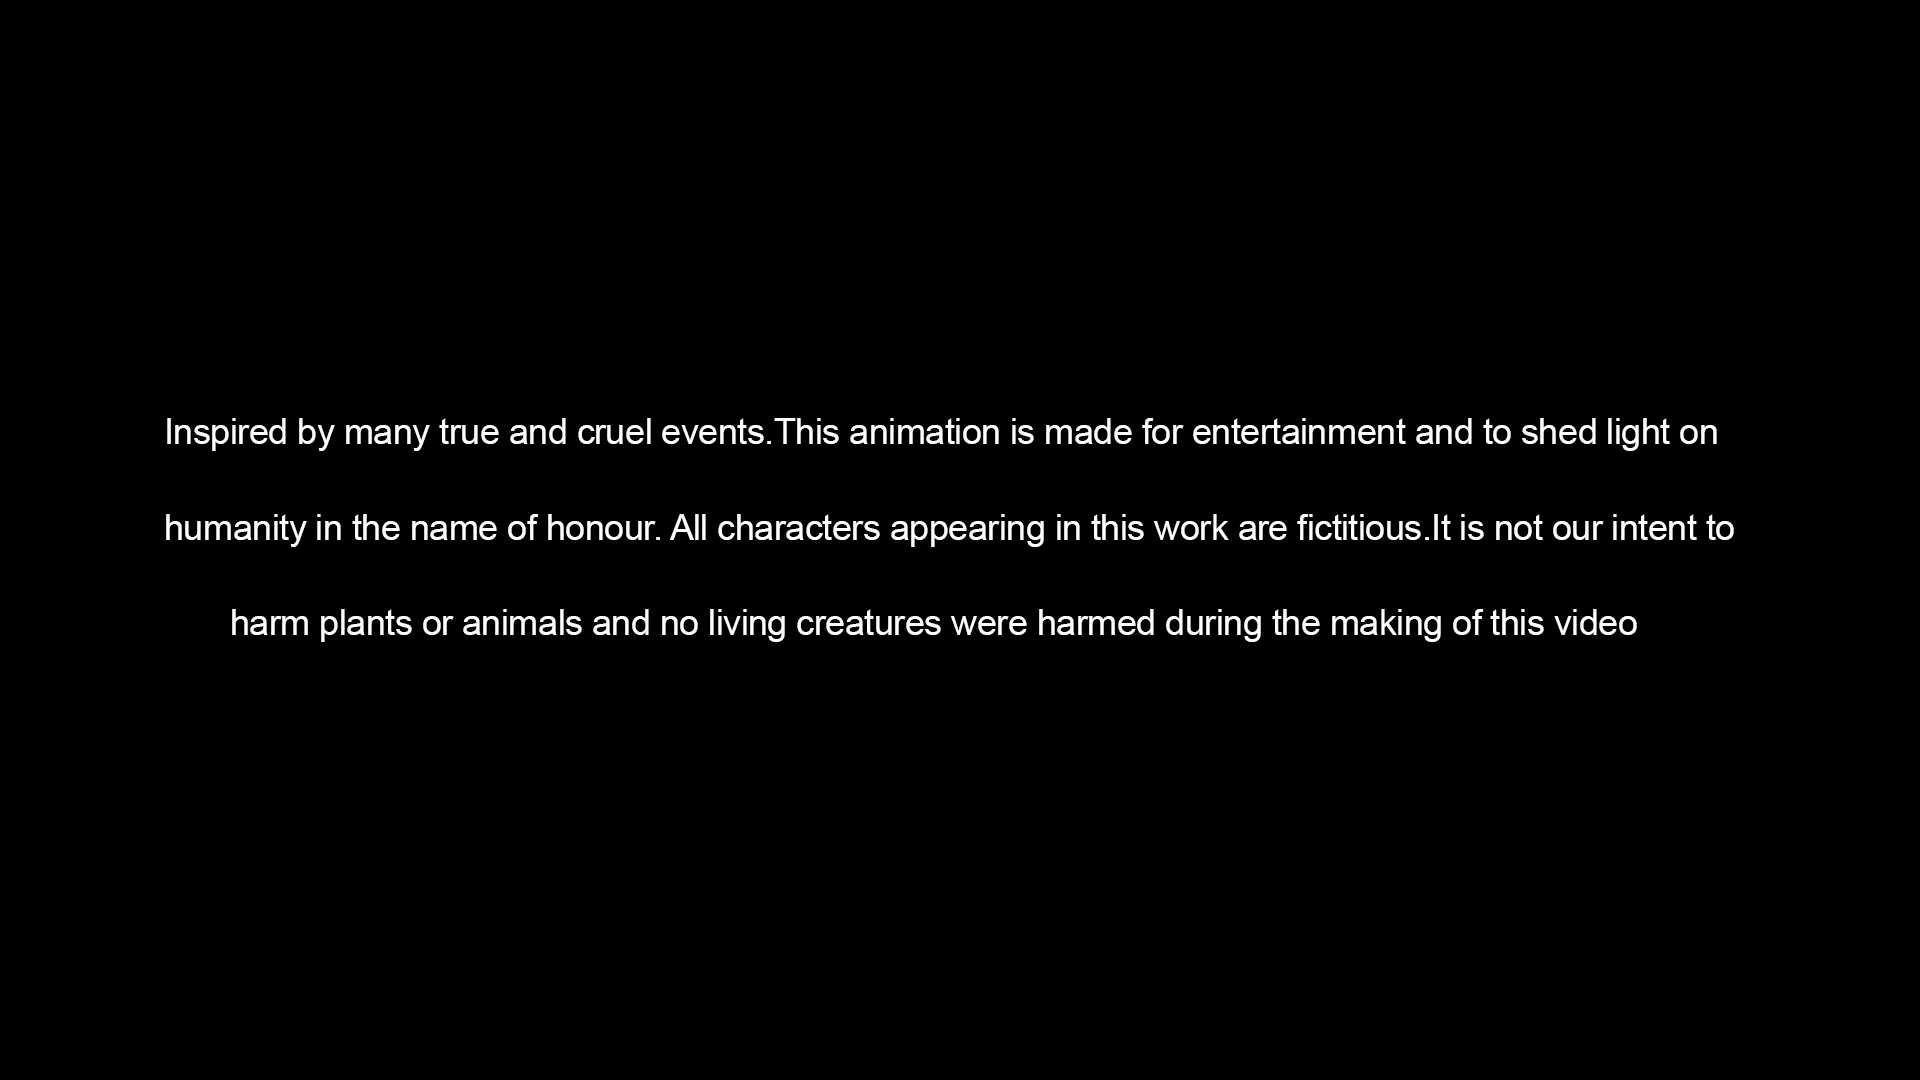 Inspired by many true and cruel events.This animation is made for entertainment and to shed light on
humanity in the name of honour. All characters appearing in this work are fictitious.It is not our intent to
harm plants or animals and no living creatures were harmed during the making of this video